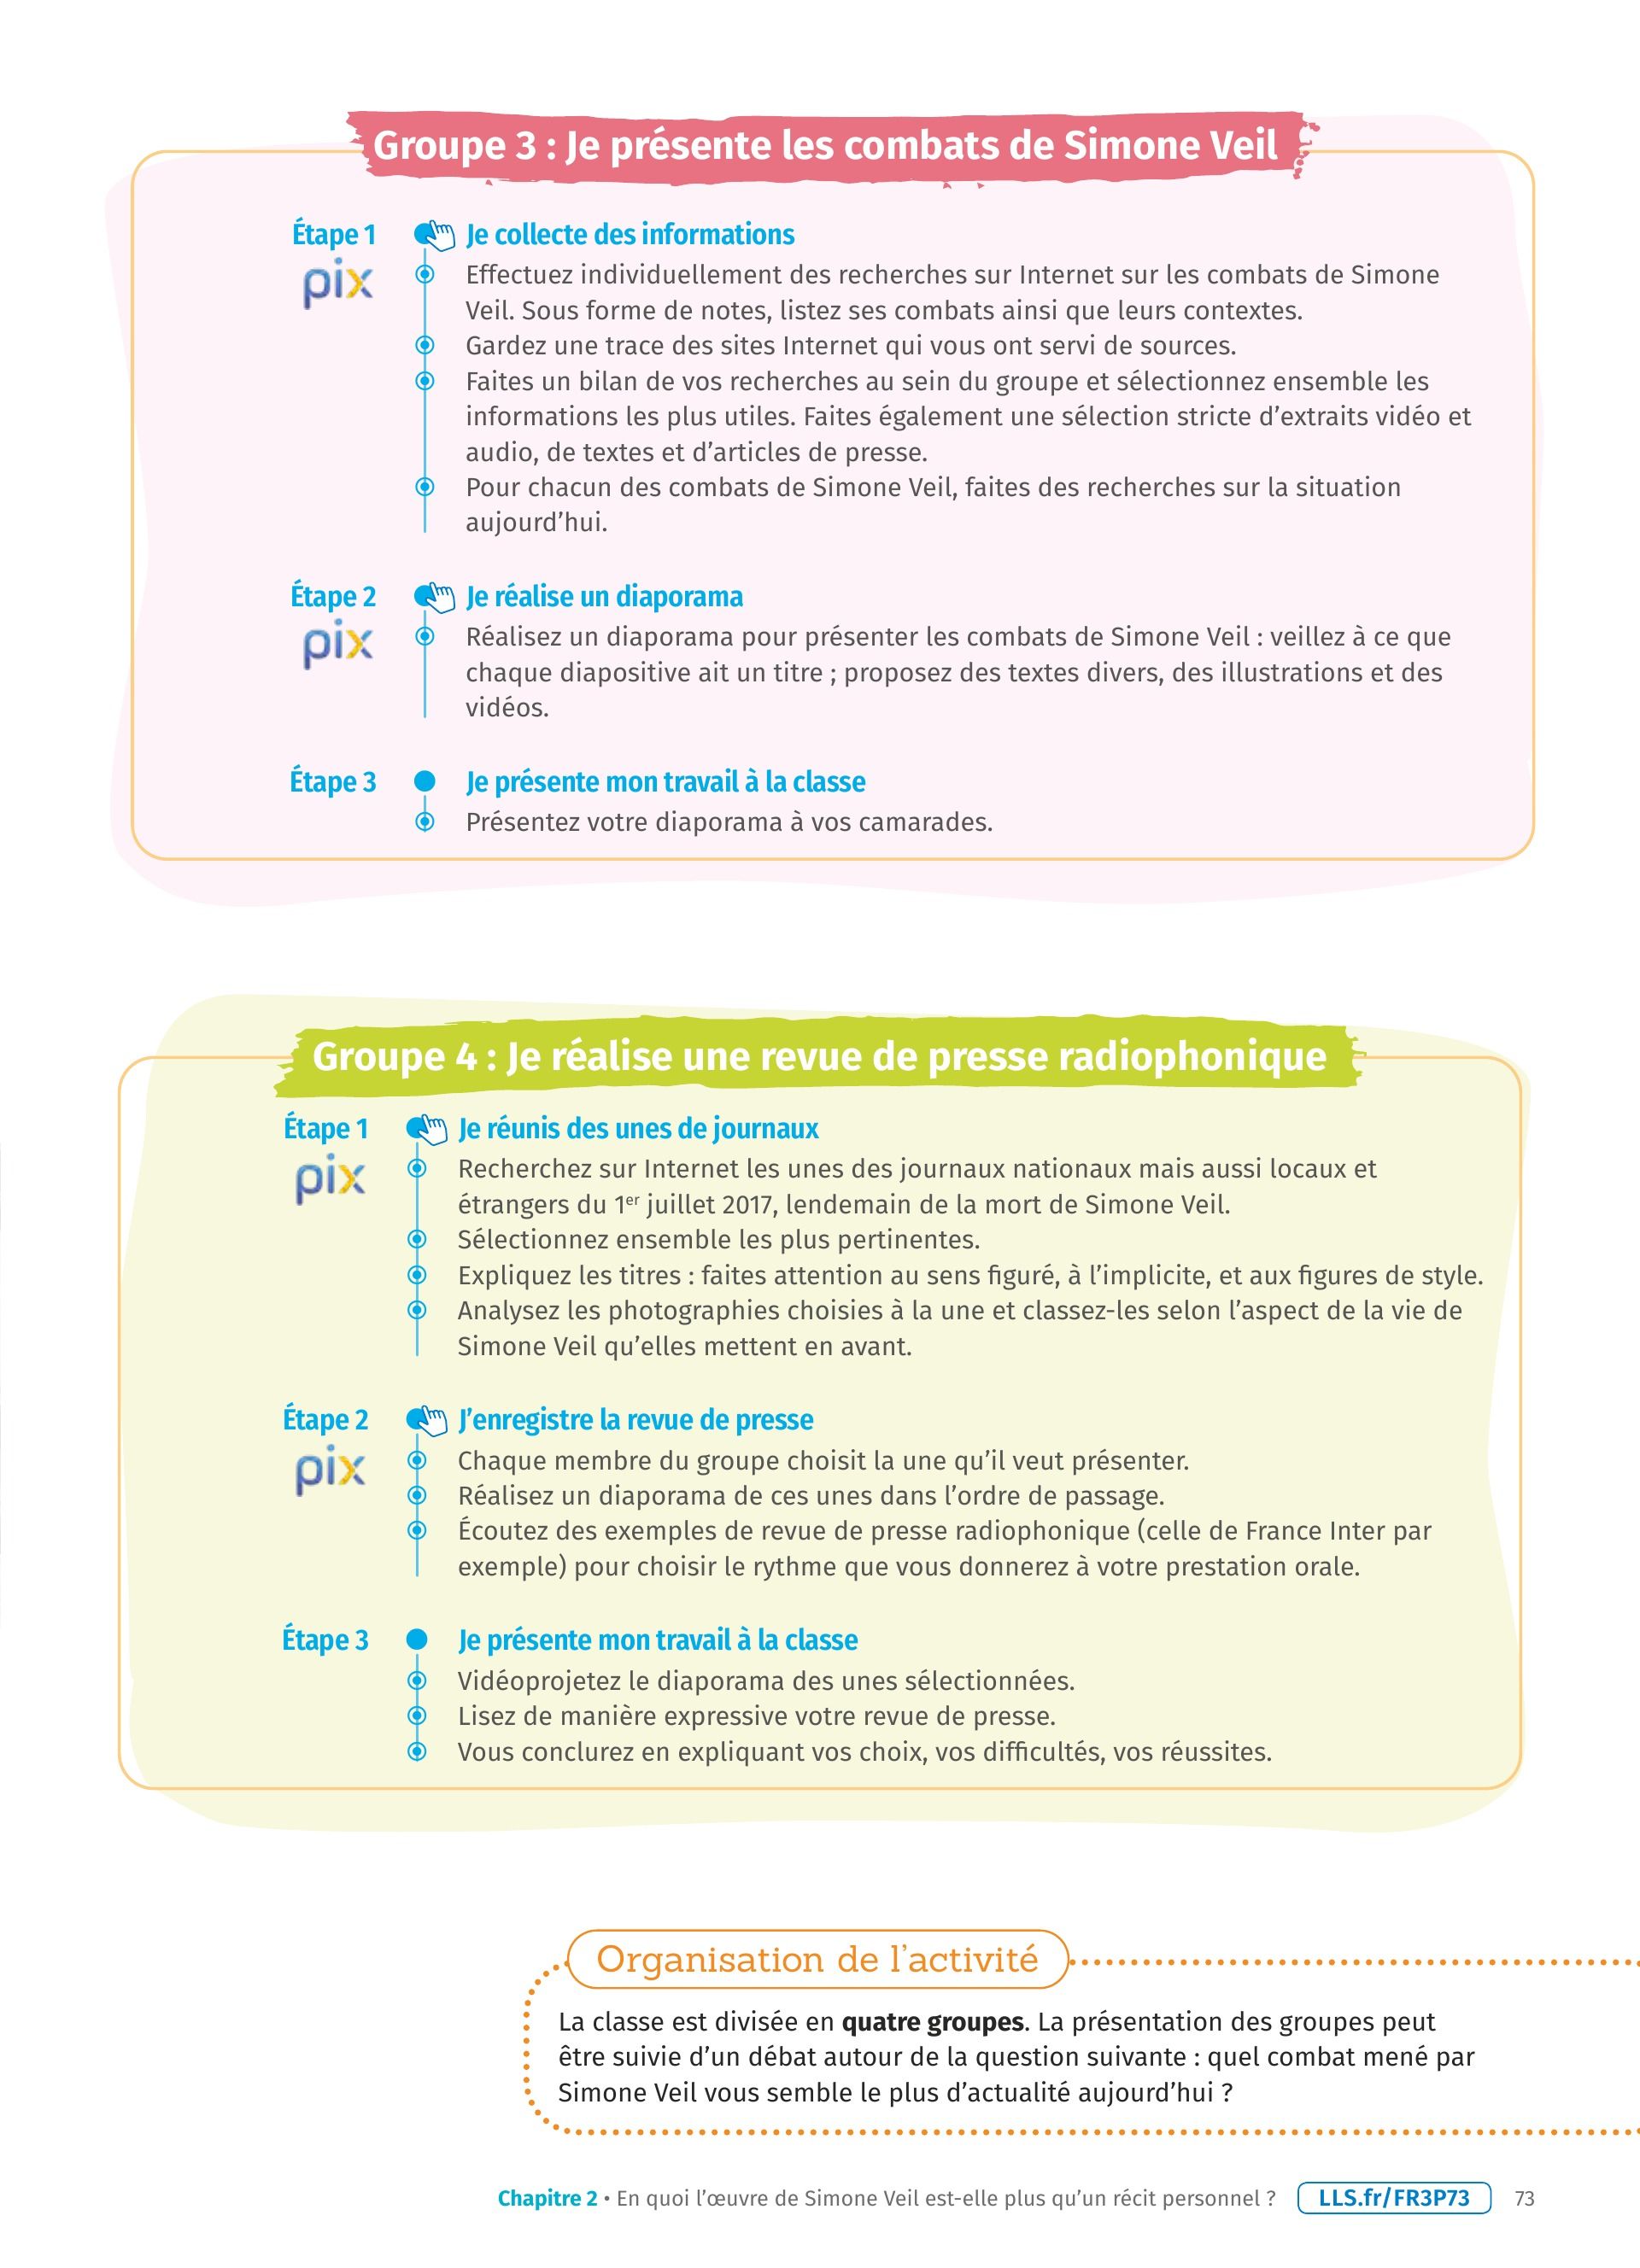 Groupe 3 : Je présente les combats de Simone Veil
Étape 1
pix
Je collecte des informations
Effectuez individuellement des recherches sur Internet sur les combats de Simone
Veil. Sous forme de notes, listez ses combats ainsi que leurs contextes.
Gardez une trace des sites Internet qui vous ont servi de sources.
Faites un bilan de vos recherches au sein du groupe et sélectionnez ensemble les
informations les plus utiles. Faites également une sélection stricte d’extraits vidéo et
audio, de textes et d’articles de presse.
Pour chacun des combats de Simone Veil, faites des recherches sur la situation
aujourd’hui.
Étape 2
pix
Je réalise un diaporama
Réalisez un diaporama pour présenter les combats de Simone Veil : veillez à ce que
chaque diapositive ait un titre ; proposez des textes divers, des illustrations et des
vidéos.
Étape 3
Je présente mon travail à la classe
Présentez votre diaporama à vos camarades.
Groupe 4 : Je réalise une revue de presse radiophonique
Étape 1
pix
Je réunis des unes de journaux
Recherchez sur Internet les unes des journaux nationaux mais aussi locaux et
étrangers du 1er juillet 2017, lendemain de la mort de Simone Veil.
Sélectionnez ensemble les plus pertinentes.
Expliquez les titres : faites attention au sens figuré, à l’implicite, et aux figures de style.
Analysez les photographies choisies à la une et classez-les selon l’aspect de la vie de
Simone Veil qu’elles mettent en avant.
Étape 2
pix
J’enregistre la revue de presse
Chaque membre du groupe choisit la une qu’il veut présenter.
Réalisez un diaporama de ces unes dans l’ordre de passage.
Écoutez des exemples de revue de presse radiophonique (celle de France Inter par
exemple) pour choisir le rythme que vous donnerez à votre prestation orale.
Étape 3
Je présente mon travail à la classe
Vidéoprojetez le diaporama des unes sélectionnées.
Lisez de manière expressive votre revue de presse.
Vous conclurez en expliquant vos choix, vos difficultés, vos réussites.
Organisation de l’activité
La classe est divisée en quatre groupes. La présentation des groupes peut
être suivie d’un débat autour de la question suivante : quel combat mené par
Simone Veil vous semble le plus d’actualité aujourd’hui ?
Chapitre 2 • En quoi l’œuvre de Simone Veil est-elle plus qu’un récit personnel ? LLS.fr/FR3P73 73